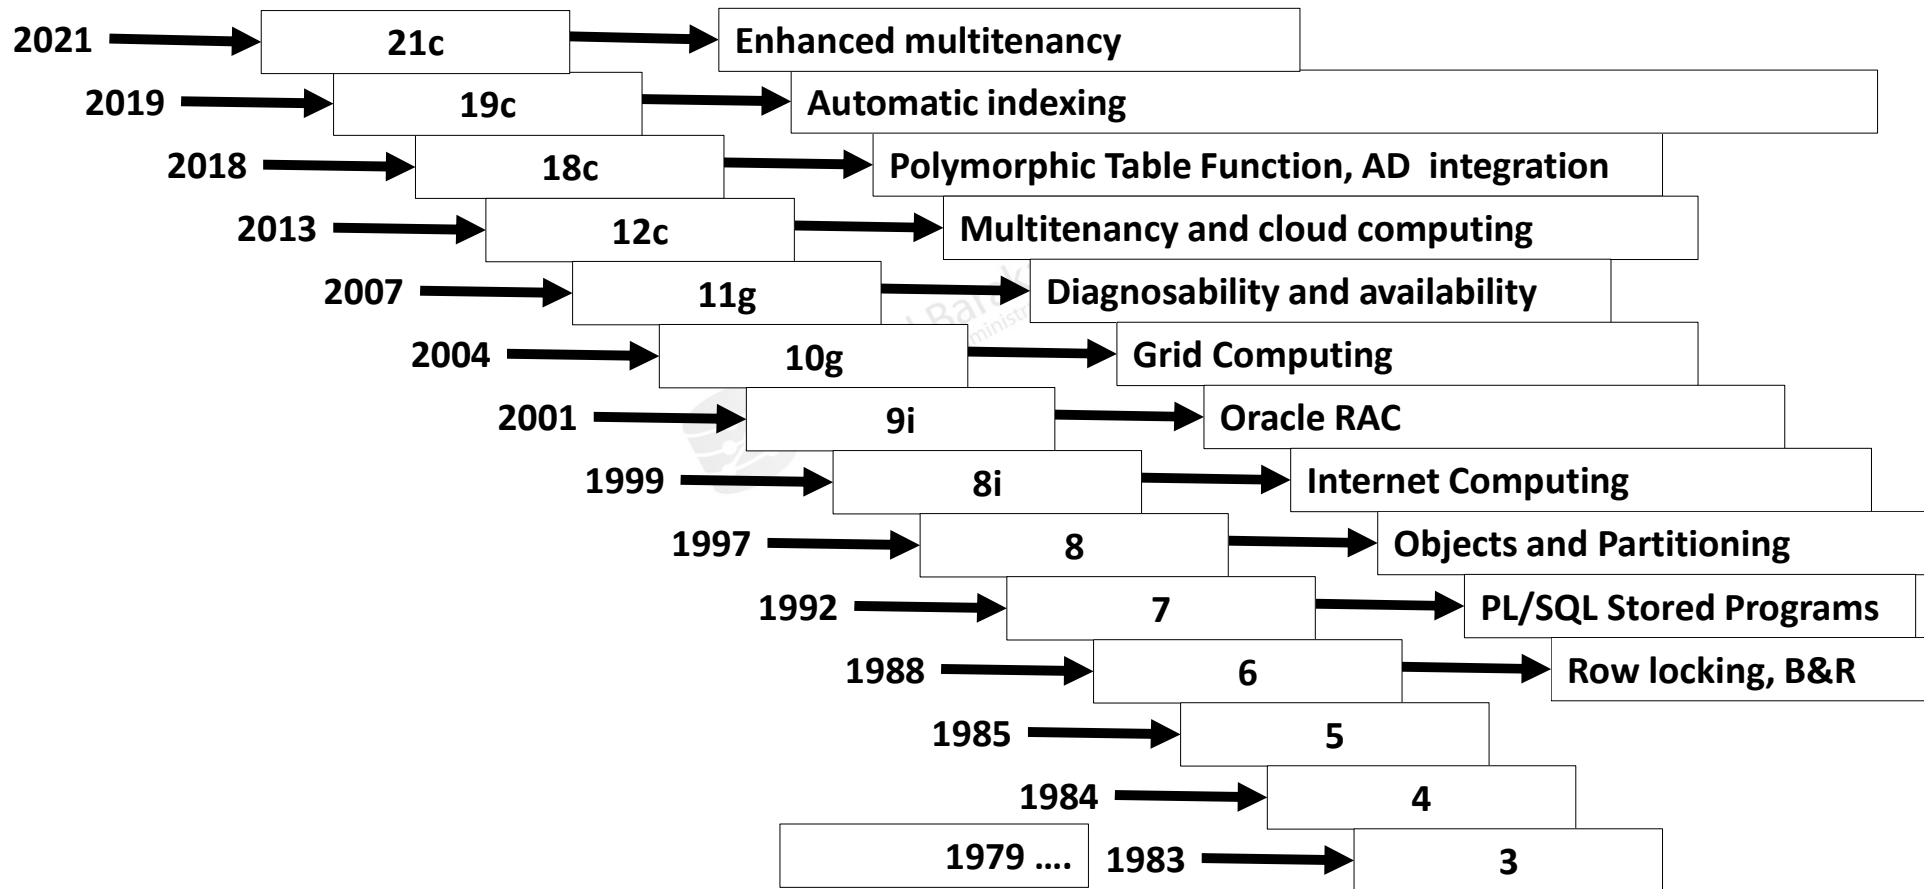 2021 21c Enhanced multitenancy
2019 19c Automatic indexing
2018 18c Polymorphic Table Function, AD integration
2013 12c Multitenancy and cloud computing
2007 11g Diagnosability and availability
2004 10g Grid Computing
2001 9i Oracle RAC
1999 8i Internet Computing
1997 8 Objects and Partitioning
1992 7 PL/SQL Stored Programs
1988 6 Row locking, B&R
1985 5
1984 4
1979 .... 1983 3